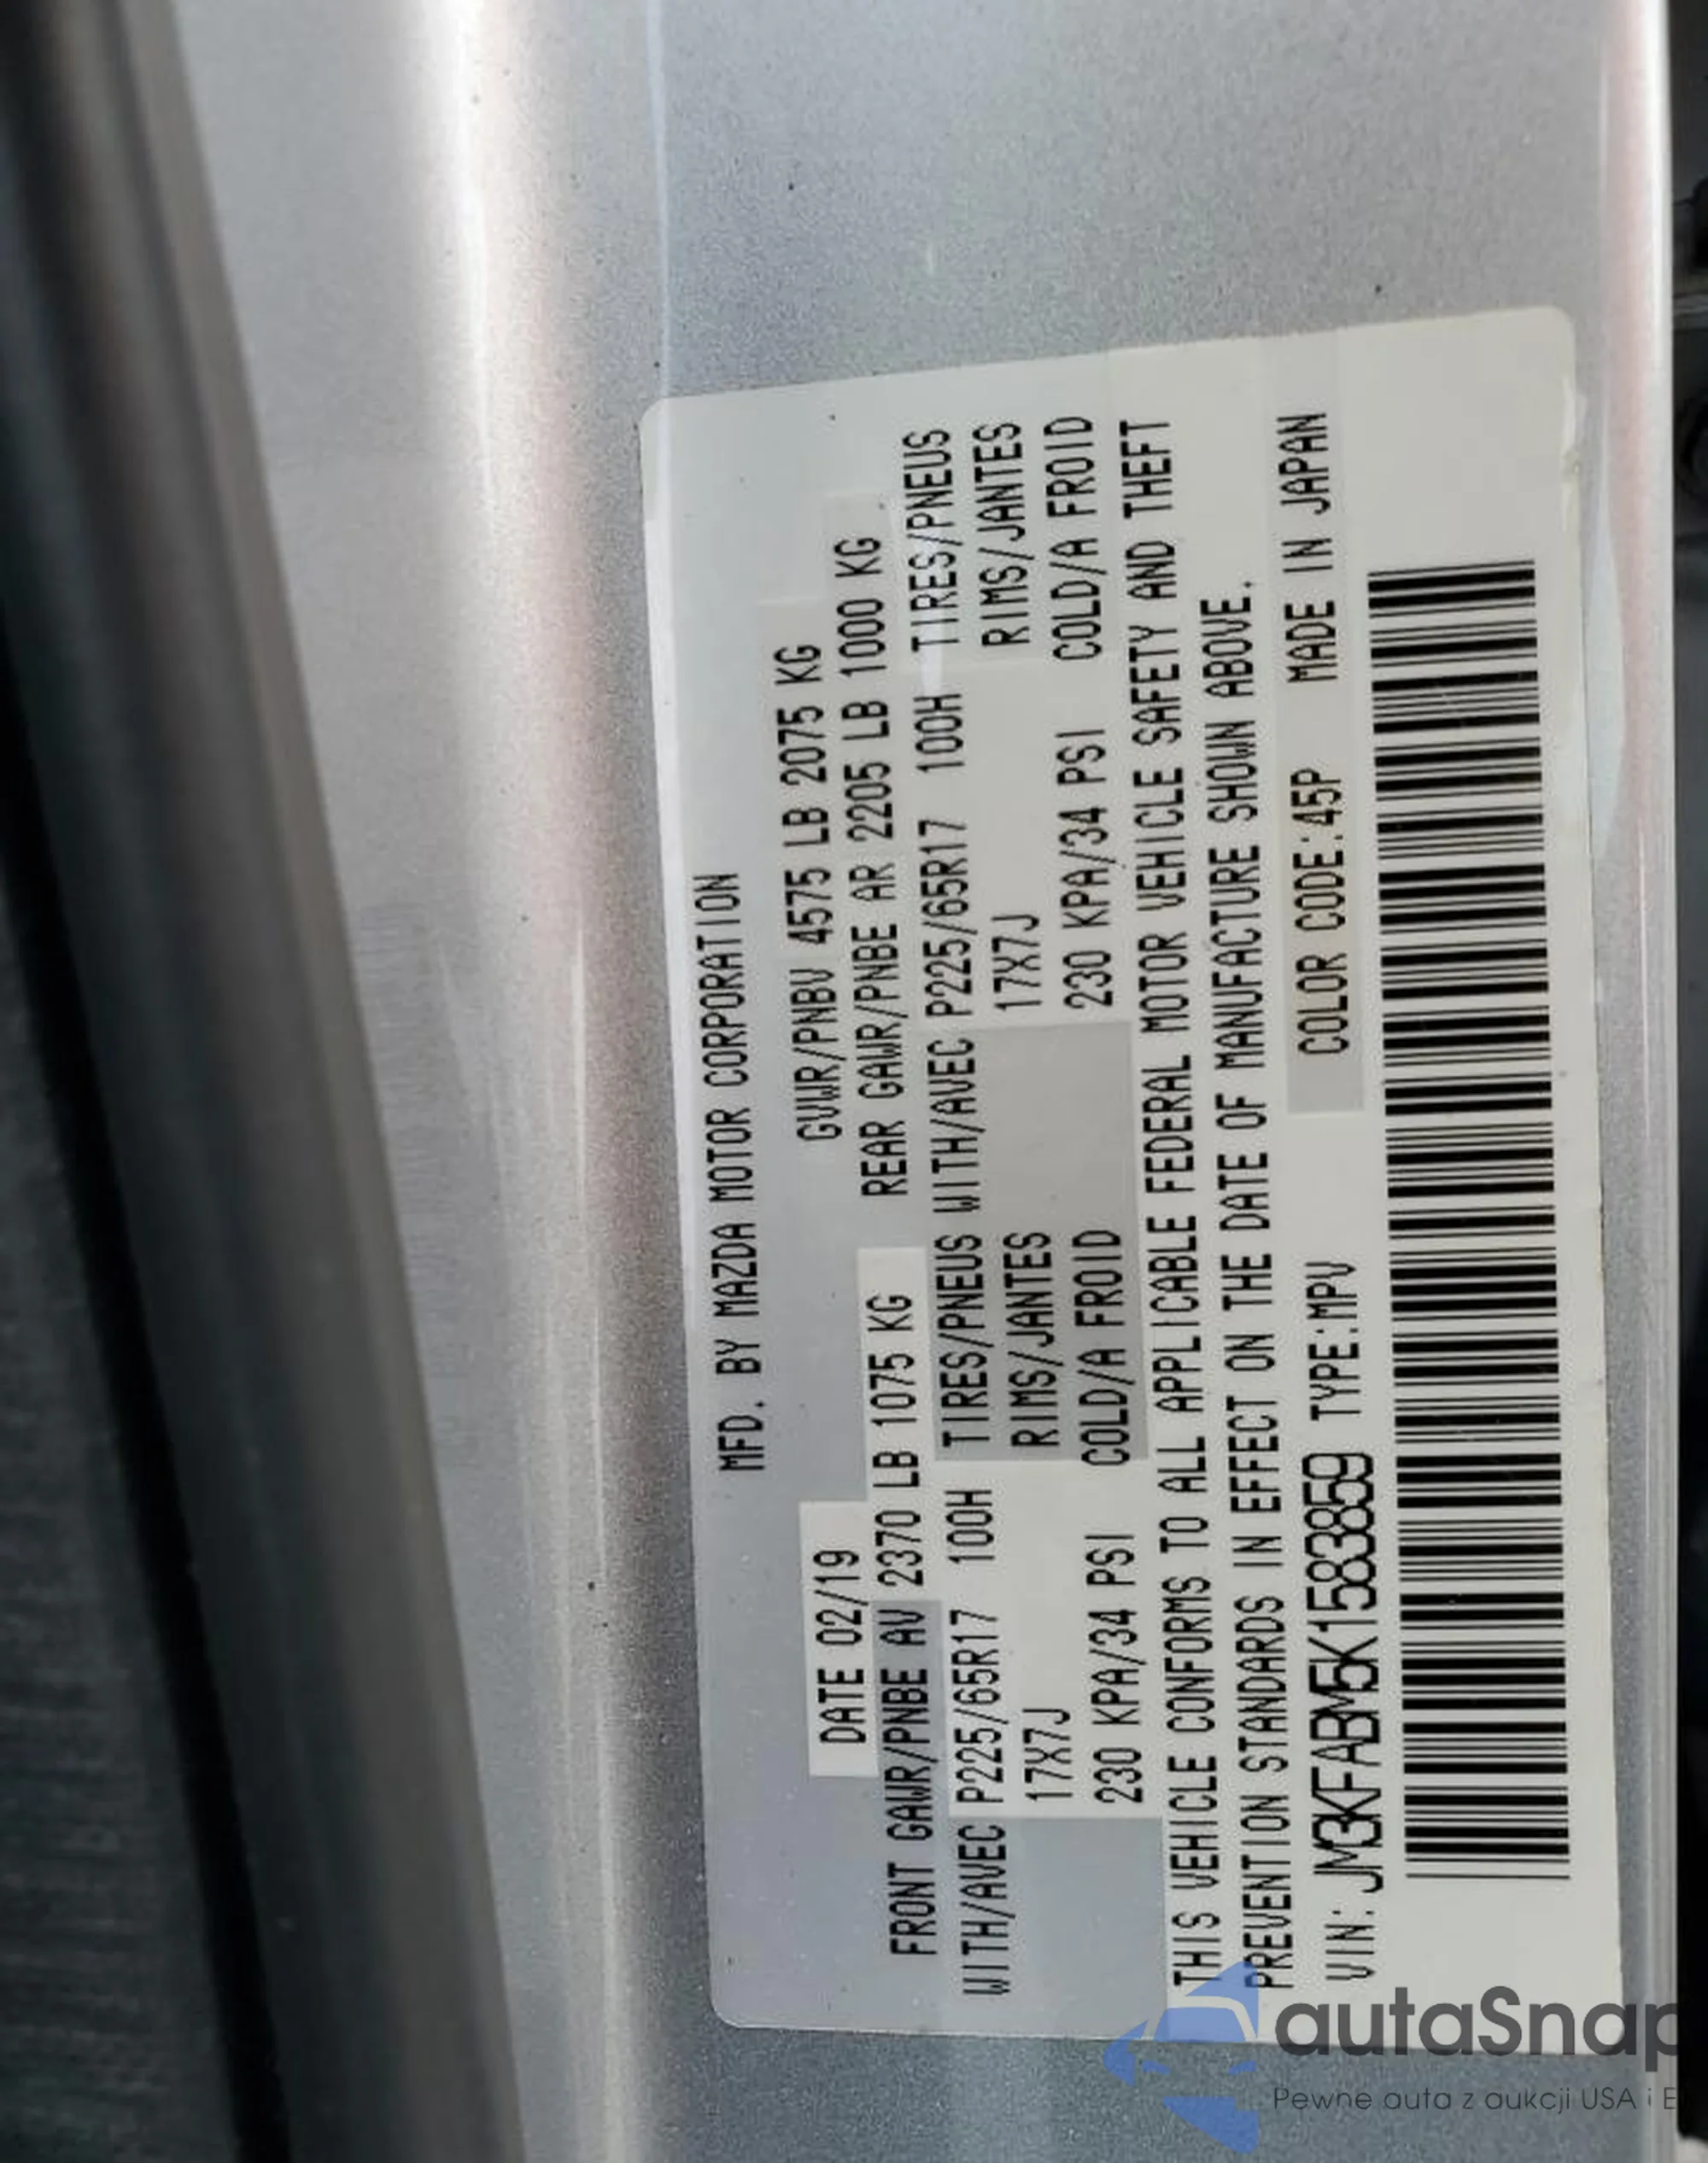 MFD. BY MAZDA MOTOR CORPORATION
DATE 02/19 GVWR/PNBV 4575 LB 2075 KG
FRONT GAWR/PNBE AV 2370 LB 1075 KG REAR GAWR/PNBE AR 2205 LB 1000 KG
WITH/AVEC P225/65R17 100H TIRES/PNEUS WITH/AVEC P225/65R17 100H TIRES/PNEUS
17X7J RIMS/JANTES 17X7J RIMS/JANTES
230 KPA/34 PSI COLD/A FROID 230 KPA/34 PSI COLD/A FROID
THIS VEHICLE CONFORMS TO ALL APPLICABLE FEDERAL MOTOR VEHICLE SAFETY AND THEFT
PREVENTION STANDARDS IN EFFECT ON THE DATE OF MANUFACTURE SHOWN ABOVE.
VIN: JM3KFABM5K1583859 TYPE:MPV COLOR CODE:45P MADE IN JAPAN
autaSnap
Pewne auta z aukcji USA i E